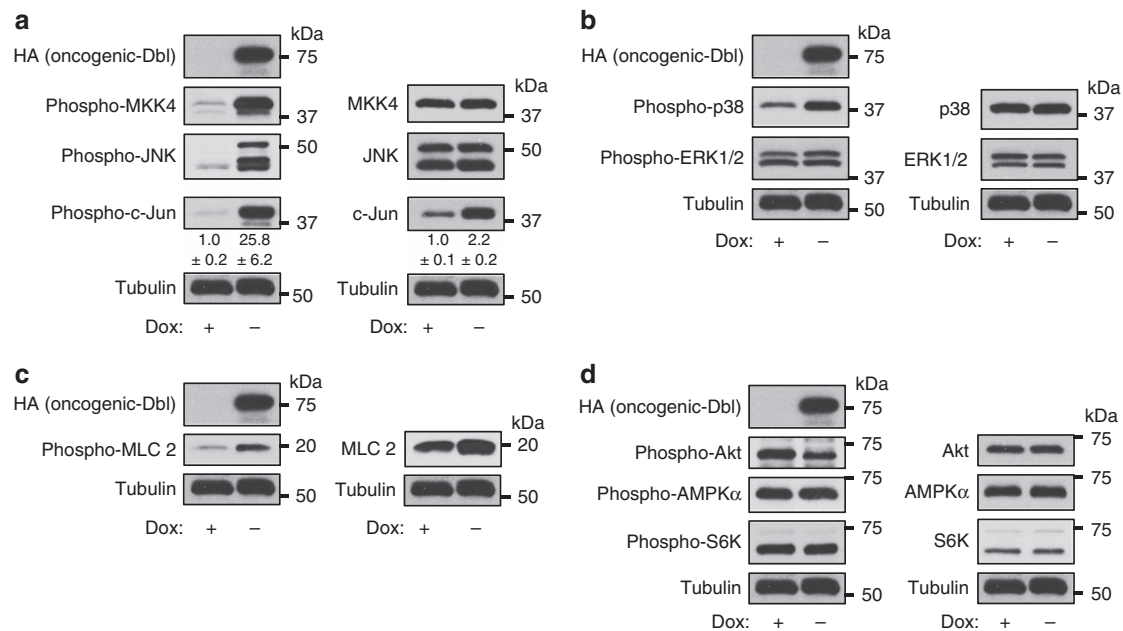 a
kDa
HA (oncogenic-Dbl)
75
Phospho-MKK4
37
Phospho-JNK
50
Phospho-c-Jun
37
1.0 25.8
± 0.2 ± 6.2
Tubulin
50
Dox: + –
kDa
MKK4
37
JNK
50
c-Jun
37
1.0 2.2
± 0.1 ± 0.2
Tubulin
50
Dox: + –
b
kDa
HA (oncogenic-Dbl)
75
Phospho-p38
37
Phospho-ERK1/2
37
Tubulin
50
Dox: + –
kDa
p38
37
ERK1/2
37
Tubulin
50
Dox: + –
c
kDa
HA (oncogenic-Dbl)
75
Phospho-MLC 2
20
Tubulin
50
Dox: + –
kDa
MLC 2
20
Tubulin
50
Dox: + –
d
kDa
HA (oncogenic-Dbl)
75
Phospho-Akt
75
Phospho-AMPKα
75
Phospho-S6K
75
Tubulin
50
Dox: + –
kDa
Akt
75
AMPKα
75
S6K
75
Tubulin
50
Dox: + –